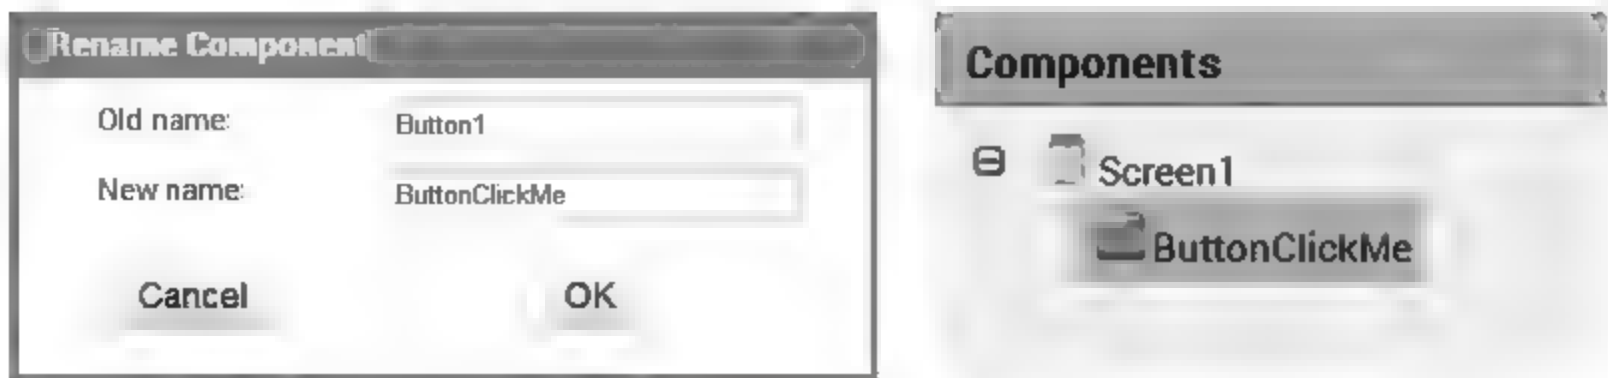 Rename Component
Old name: Button1
New name: ButtonClickMe
Cancel OK
Components
Screen1
ButtonClickMe